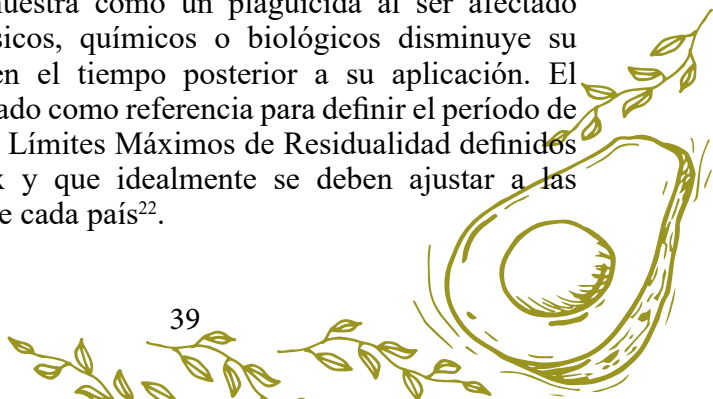 muestra cómo un plaguicida al ser afectado
sicos, químicos o biológicos disminuye su
en el tiempo posterior a su aplicación. El
ado como referencia para definir el período de
Límites Máximos de Residualidad definidos
x y que idealmente se deben ajustar a las
e cada país²².
39